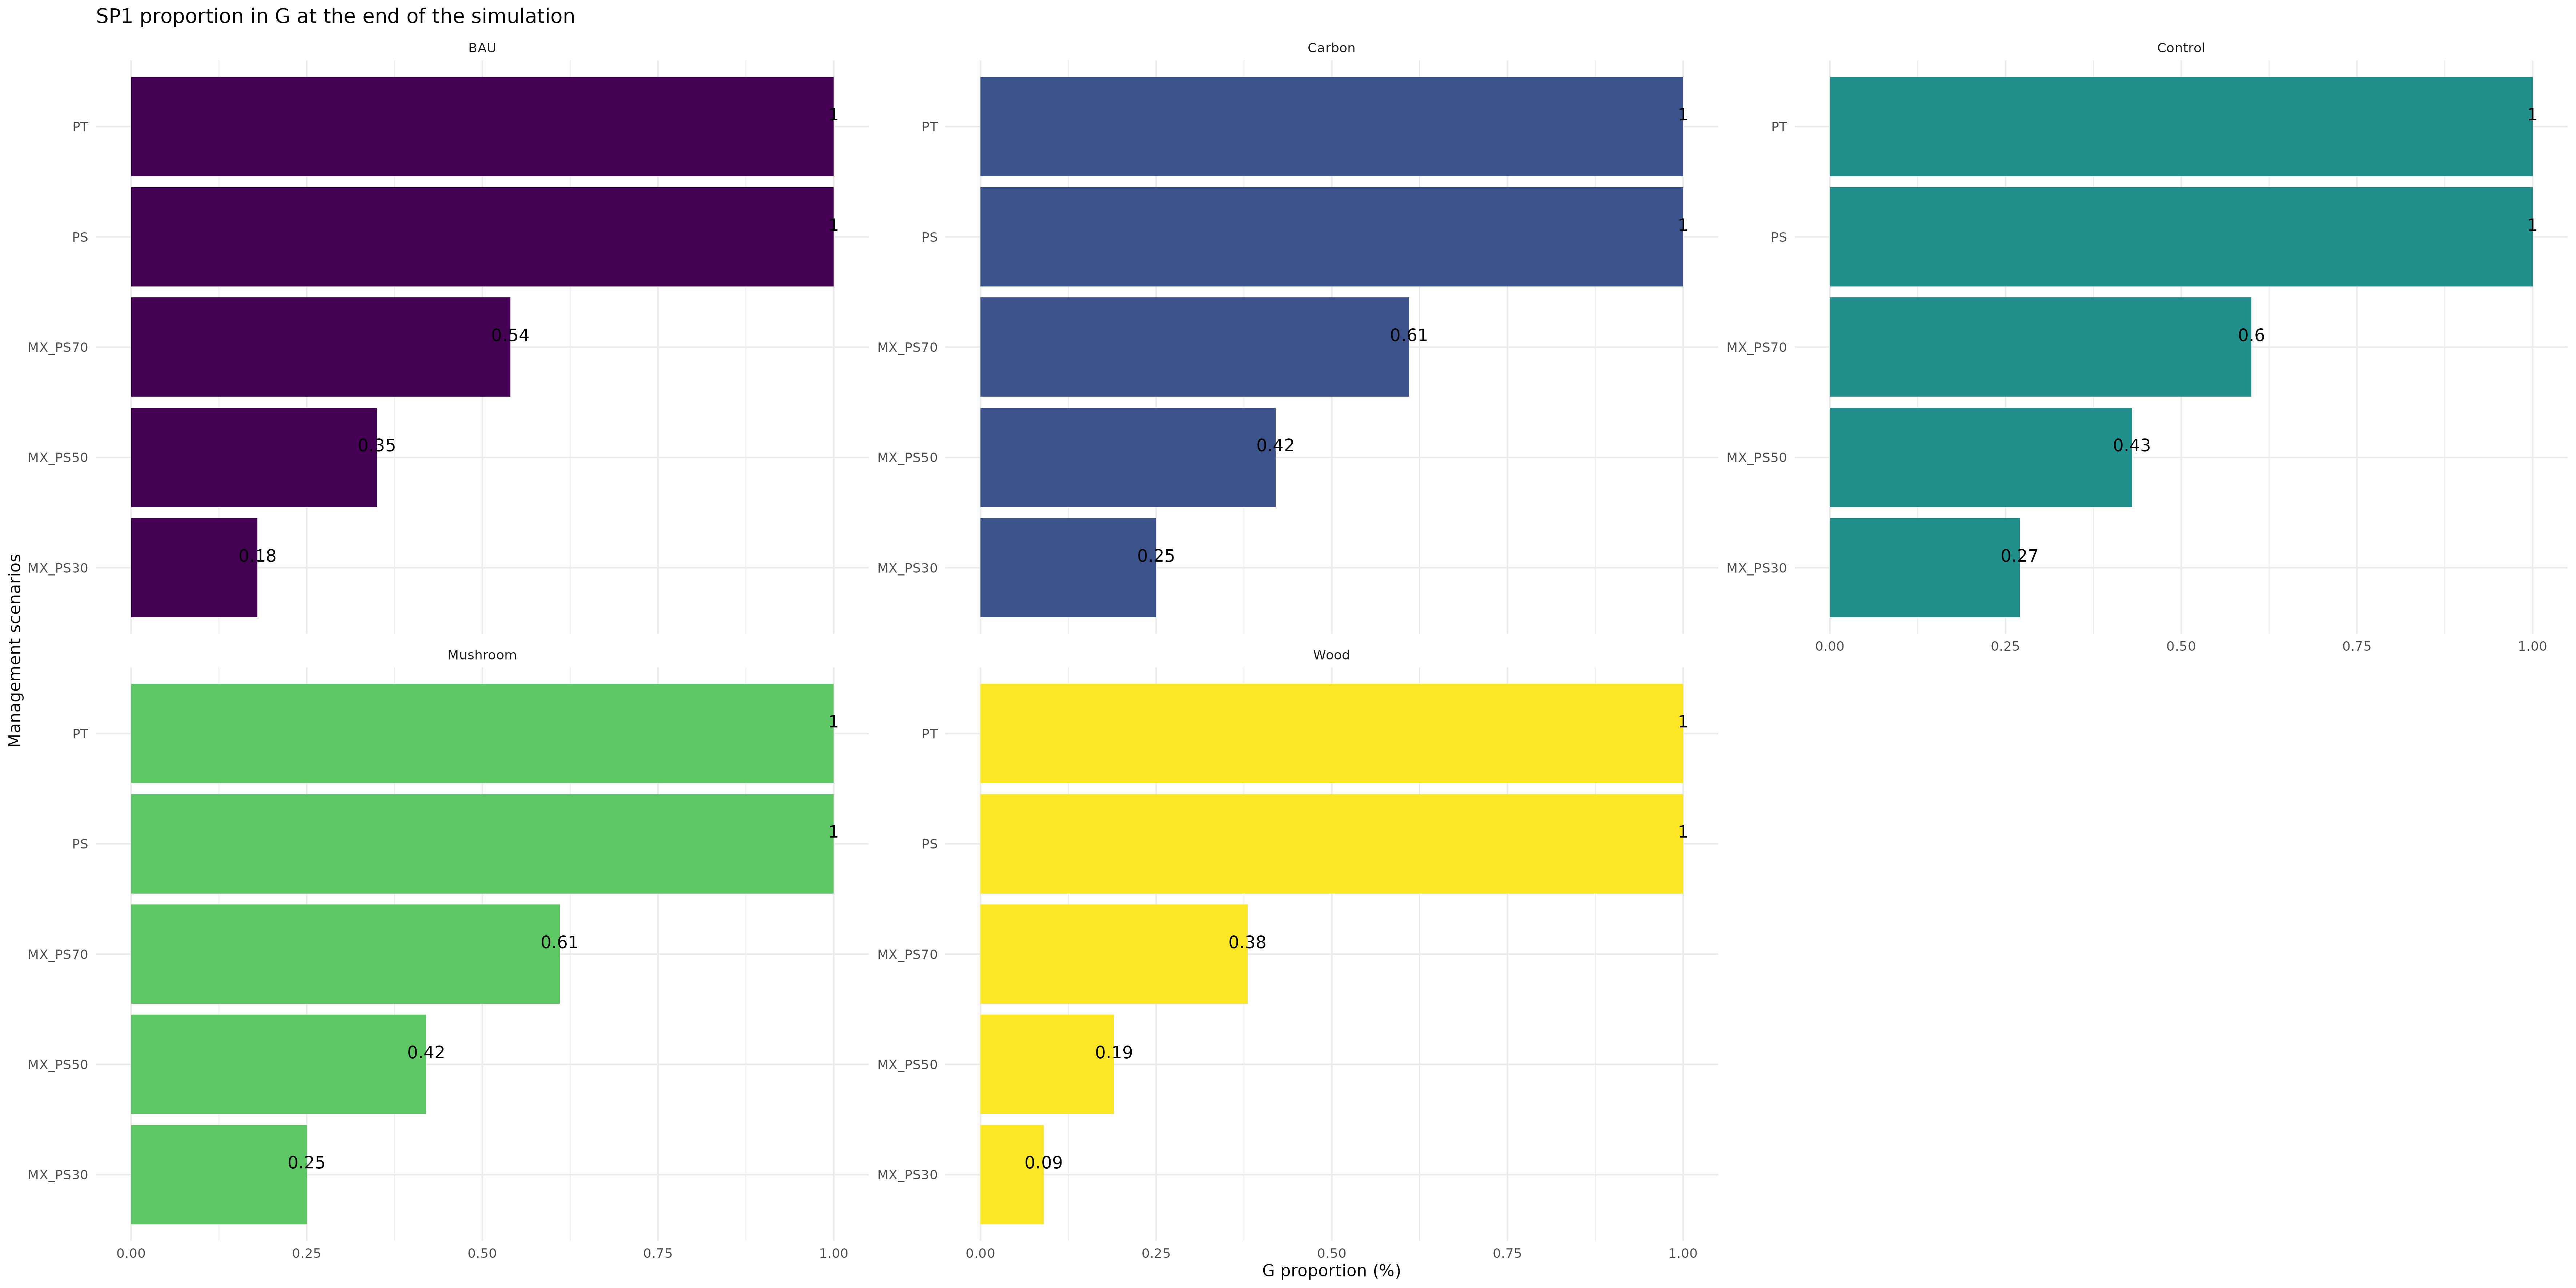 SP1 proportion in G at the end of the simulation
BAU
PT
1
PS
1
MX_PS70
0.54
MX_PS50
0.35
MX_PS30
0.18
Carbon
PT
1
PS
1
MX_PS70
0.61
MX_PS50
0.42
MX_PS30
0.25
Control
PT
1
PS
1
MX_PS70
0.6
MX_PS50
0.43
MX_PS30
0.27
0.00 0.25 0.50 0.75 1.00
Management scenarios
Mushroom
PT
1
PS
1
MX_PS70
0.61
MX_PS50
0.42
MX_PS30
0.25
0.00 0.25 0.50 0.75 1.00
Wood
PT
1
PS
1
MX_PS70
0.38
MX_PS50
0.19
MX_PS30
0.09
0.00 0.25 0.50 0.75 1.00
G proportion (%)